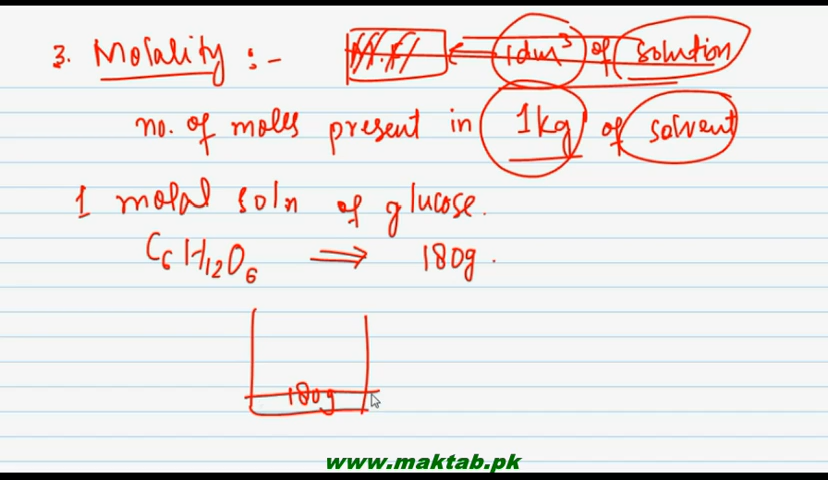 3. Molality :- 1dm³ of solution
no. of moles present in 1kg of solvent
1 molal soln of glucose.
C₆H₁₂O₆ ⇒ 180g.
180g
www.maktab.pk